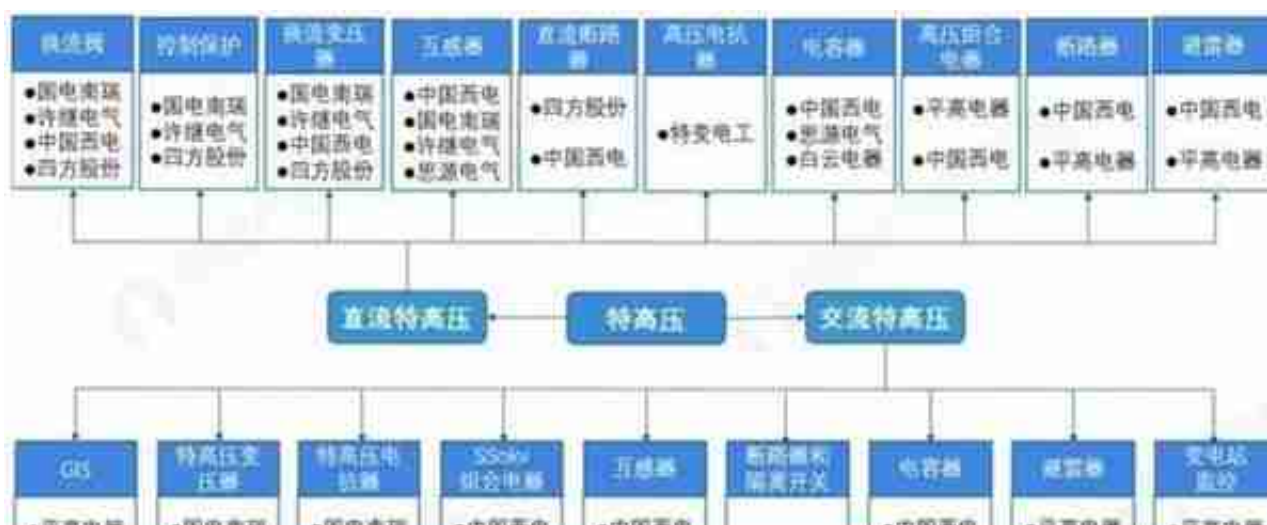 换流阀
●国电南瑞
●许继电气
●中国西电
●四方股份
控制保护
●国电南瑞
●许继电气
●四方股份
换流变压
器
●国电南瑞
●许继电气
●中国西电
●四方股份
互感器
●中国西电
●国电南瑞
●许继电气
●思源电气
直流断路
器
●四方股份
●中国西电
高压电抗
器
●特变电工
电容器
●中国西电
●思源电气
●白云电器
高压组合
电器
●平高电器
●中国西电
断路器
●中国西电
●平高电器
避雷器
●中国西电
●平高电器
直流特高压
特高压
交流特高压
GIS
特高压变
压器
特高压电
抗器
组合电器
互感器
断路器和
隔离开关
电容器
避雷器
变电站
监控